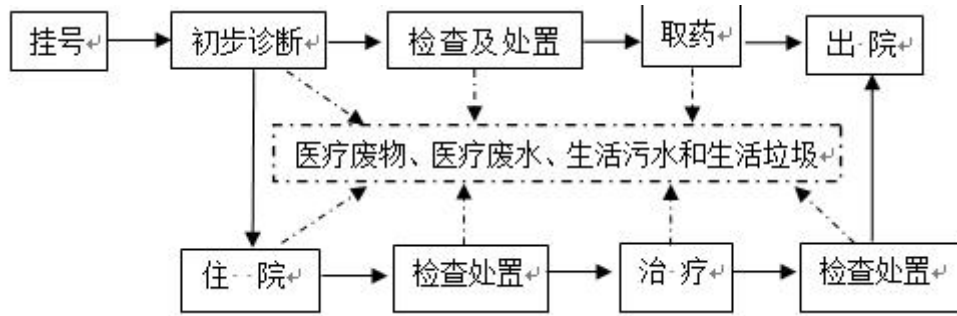 挂号
初步诊断
检查及处置
取药
出 院
医疗废物、医疗废水、生活污水和生活垃圾
住 院
检查处置
治 疗
检查处置